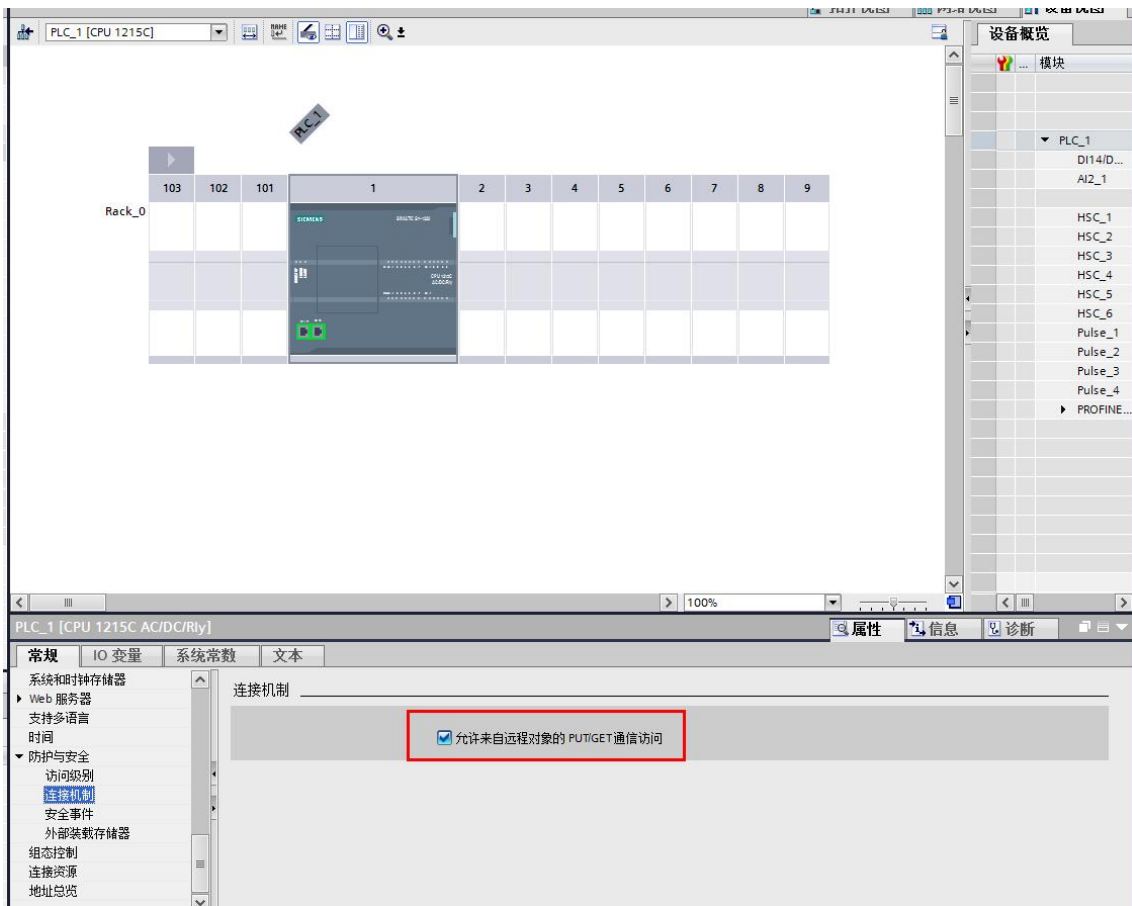 PLC_1 [CPU 1215C]
设备概览
... 模块
PLC_1
PLC_1
DI14/D...
AI2_1
103 102 101 1 2 3 4 5 6 7 8 9
Rack_0
SIEMENS
HSC_1
HSC_2
HSC_3
HSC_4
HSC_5
HSC_6
Pulse_1
Pulse_2
Pulse_3
Pulse_4
PROFINE...
100%
PLC_1 [CPU 1215C AC/DC/Rly]
属性 信息 诊断
常规 IO 变量 系统常数 文本
系统和时钟存储器
Web 服务器
支持多语言
时间
防护与安全
访问级别
连接机制
安全事件
外部装载存储器
组态控制
连接资源
地址总览
连接机制
允许来自远程对象的 PUT/GET 通信访问